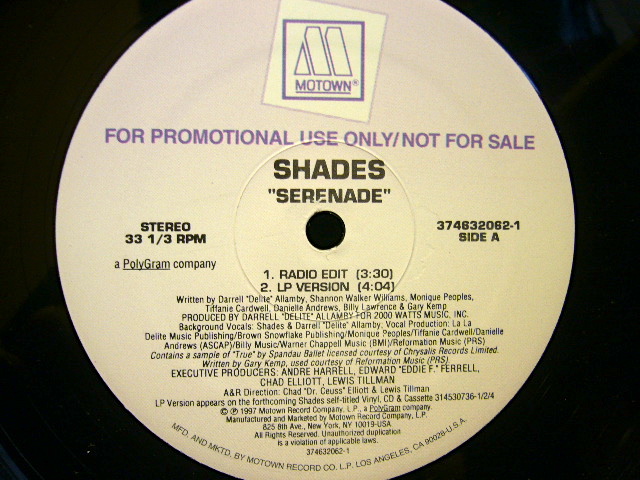 MOTOWN®
FOR PROMOTIONAL USE ONLY/NOT FOR SALE
SHADES
"SERENADE"
STEREO
33 1/3 RPM
374632062-1
SIDE A
a PolyGram company
1. RADIO EDIT (3:30)
2. LP VERSION (4:04)
Written by Darrell "Delite" Allamby, Shannon Walker Williams, Monique Peoples,
Tiffanie Cardwell, Danielle Andrews, Billy Lawfence & Gary Kemp
PRODUCED BY DARRELL "DELITE" ALLAMBY FOR 2000 WATTS MUSIC, INC.
Background Vocals: Shades & Darrell "Delite" Allamby. Vocal Production: La La
Delite Music Publishing/Brown Snowflake Publishing/Monique Peoples/Tiffanie Cardwell/Danielle
Andrews (ASCAP)/Billy Music/Warner Chappell Music (BMI)/Reformation Music (PRS)
Contains a sample of "True" by Spandau Ballet licensed courtesy of Chrysalis Records Limited.
Written by Gary Kemp, used courtesy of Reformation Music (PRS)
EXECUTIVE PRODUCERS: ANDRE HARRELL, EDWARD "EDDIE F." FERRELL,
CHAD ELLIOTT, LEWIS TILLMAN
A&R Direction: Chad "Dr. Ceuss" Elliott & Lewis Tillman
LP Version appears on the forthcoming Shades self-titled Vinyl, CD & Cassette 314530736-1/2/4
© ℗ 1997 Motown Record Company, L.P., a PolyGram company.
Manufactured and Marketed by Motown Record Company, L.P.
825 8th Ave., New York, NY 10019-USA
All Rights Reserved. Unauthorized duplication
is a violation of applicable laws.
374632062-1
MFD. AND MKTD. BY MOTOWN RECORD CO. L.P. LOS ANGELES, CA 90028-U.S.A.